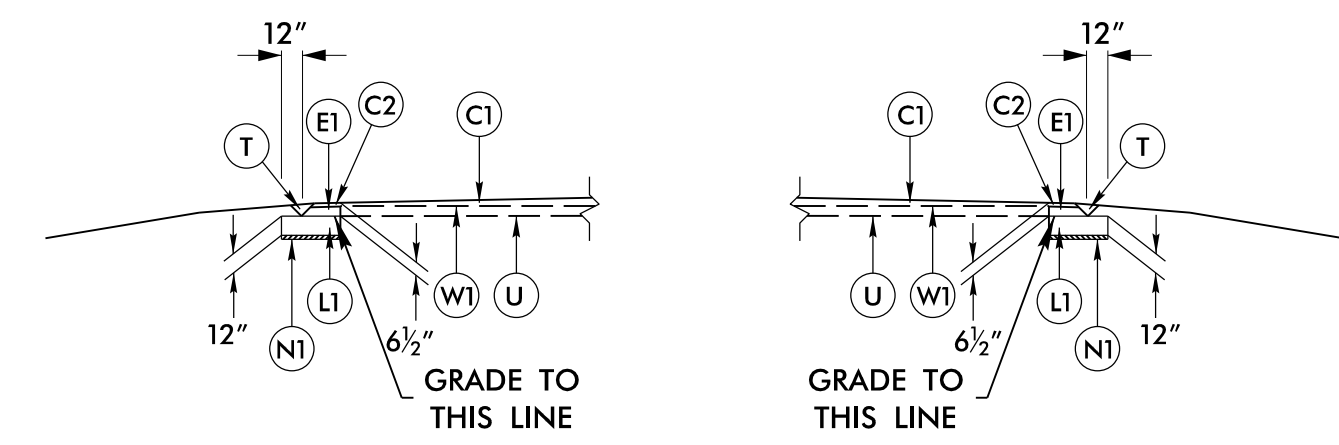 12"
12"
C2
C1
E1
T
C1
C2
E1
T
W1
U
L1
N1
12"
6½"
GRADE TO
THIS LINE
U
W1
L1
N1
6½"
12"
GRADE TO
THIS LINE